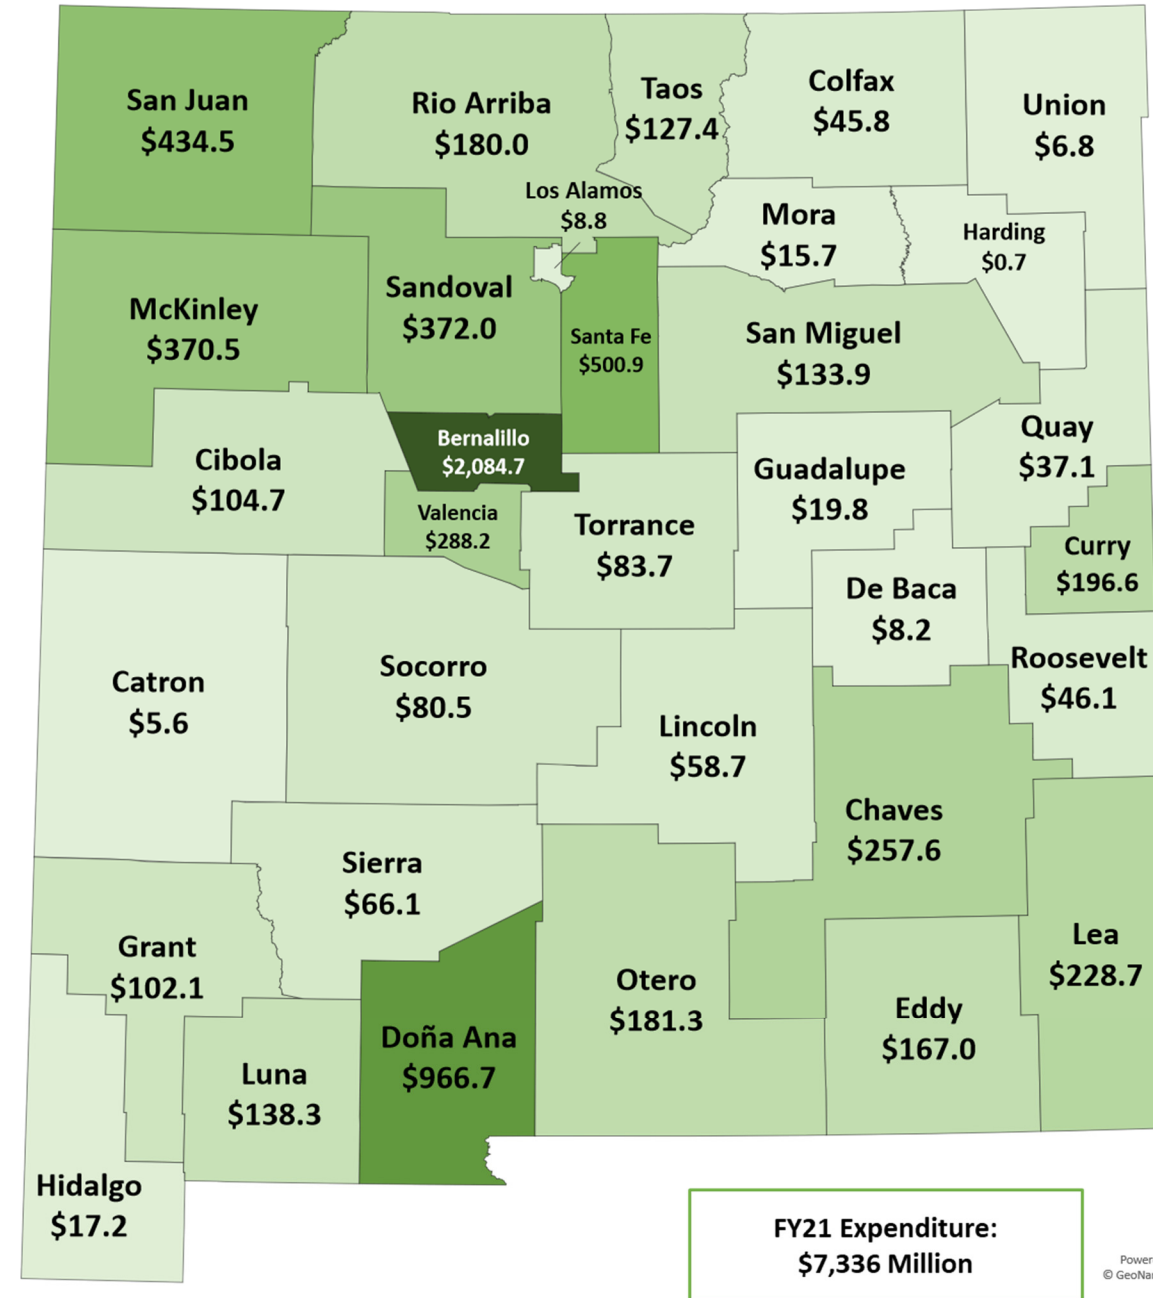 San Juan
$434.5
Rio Arriba
$180.0
Taos
$127.4
Colfax
$45.8
Union
$6.8
Los Alamos
$8.8
Mora
$15.7
Harding
$0.7
McKinley
$370.5
Sandoval
$372.0
Santa Fe
$500.9
San Miguel
$133.9
Cibola
$104.7
Bernalillo
$2,084.7
Valencia
$288.2
Torrance
$83.7
Guadalupe
$19.8
Quay
$37.1
Curry
$196.6
De Baca
$8.2
Roosevelt
$46.1
Catron
$5.6
Socorro
$80.5
Lincoln
$58.7
Chaves
$257.6
Sierra
$66.1
Grant
$102.1
Luna
$138.3
Doña Ana
$966.7
Otero
$181.3
Eddy
$167.0
Lea
$228.7
Hidalgo
$17.2
FY21 Expenditure:
$7,336 Million
Power
© GeoNa